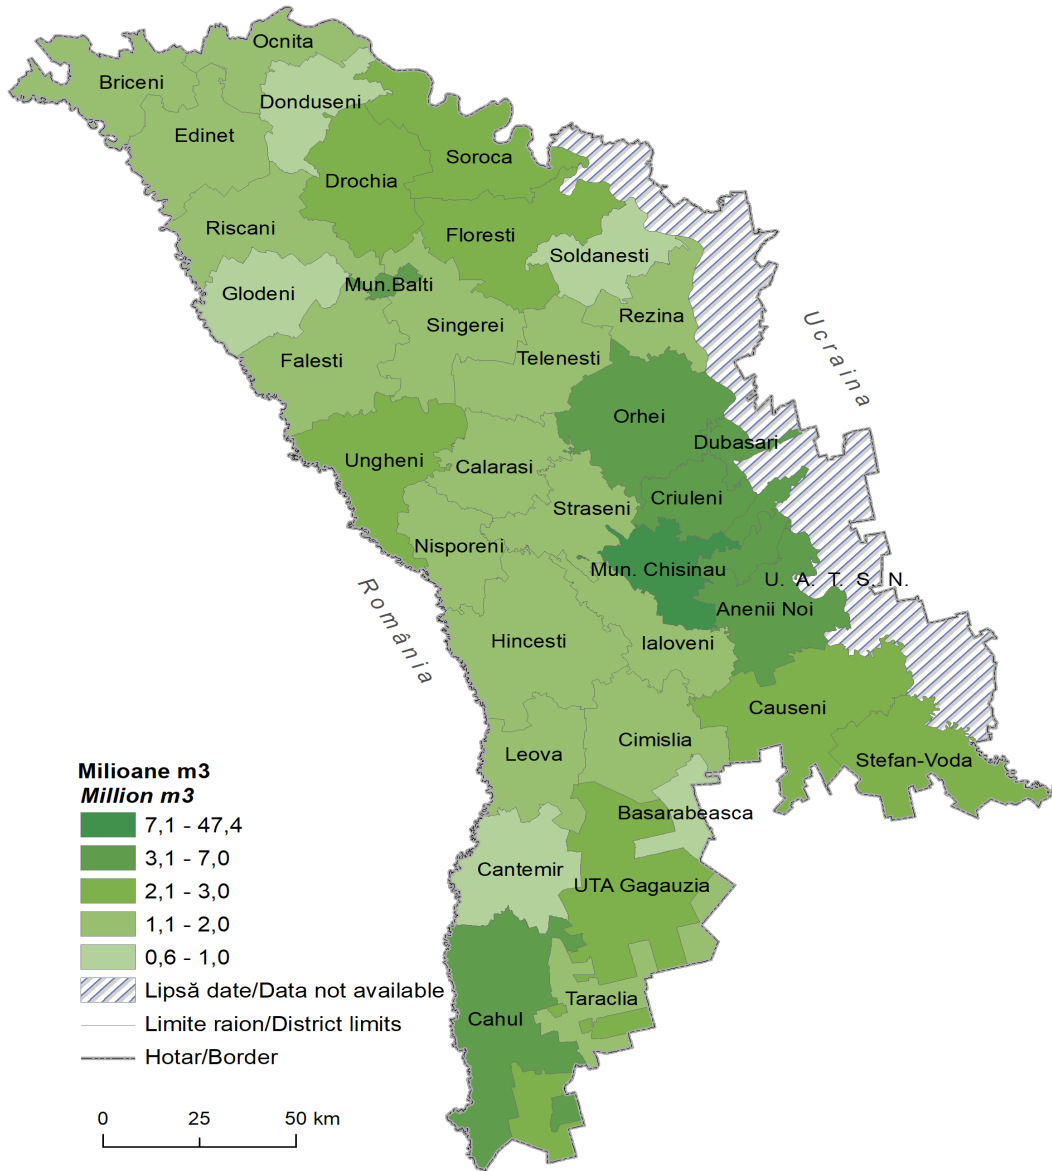 Ocnita
Briceni
Donduseni
Edinet
Soroca
Drochia
Riscani
Floresti
Soldanesti
Mun.Balti
Glodeni
Rezina
Singerei
Ucraina
Telenesti
Falesti
Orhei
Dubasari
Ungheni
Calarasi
Criuleni
Straseni
Nisporeni
Mun. Chisinau
U. A. T. S. N.
Anenii Noi
România
Hincesti
Ialoveni
Causeni
Cimislia
Leova
Stefan-Voda
Basarabeasca
Cantemir
UTA Gagauzia
Taraclia
Cahul
Milioane m3
Million m3
7,1 - 47,4
3,1 - 7,0
2,1 - 3,0
1,1 - 2,0
0,6 - 1,0
Lipsă date/Data not available
Limite raion/District limits
Hotar/Border
0 25 50 km